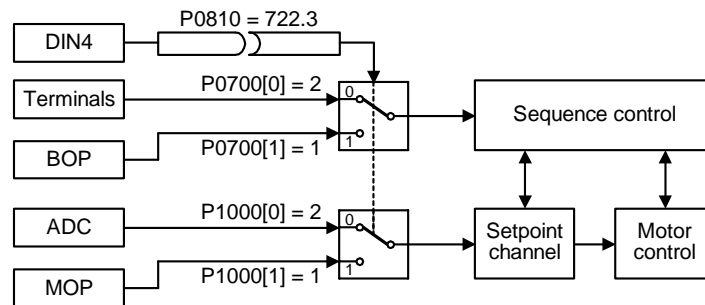 P0810 = 722.3
DIN4
Terminals
P0700[0] = 2
0
1
Sequence control
BOP
P0700[1] = 1
ADC
P1000[0] = 2
0
1
Setpoint
channel
Motor
control
MOP
P1000[1] = 1